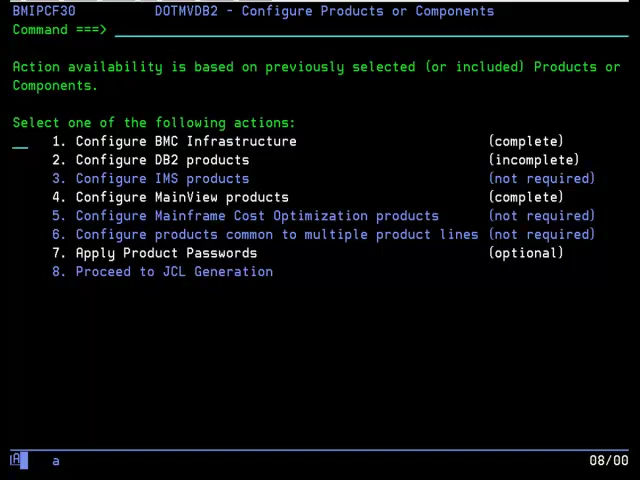 BMIPCF30 DOTMVDB2 - Configure Products or Components
Command ===>
Action availability is based on previously selected (or included) Products or
Components.
Select one of the following actions:
__ 1. Configure BMC Infrastructure (complete)
2. Configure DB2 products (incomplete)
3. Configure IMS products (not required)
4. Configure MainView products (complete)
5. Configure Mainframe Cost Optimization products (not required)
6. Configure products common to multiple product lines (not required)
7. Apply Product Passwords (optional)
8. Proceed to JCL Generation
A a 08/00